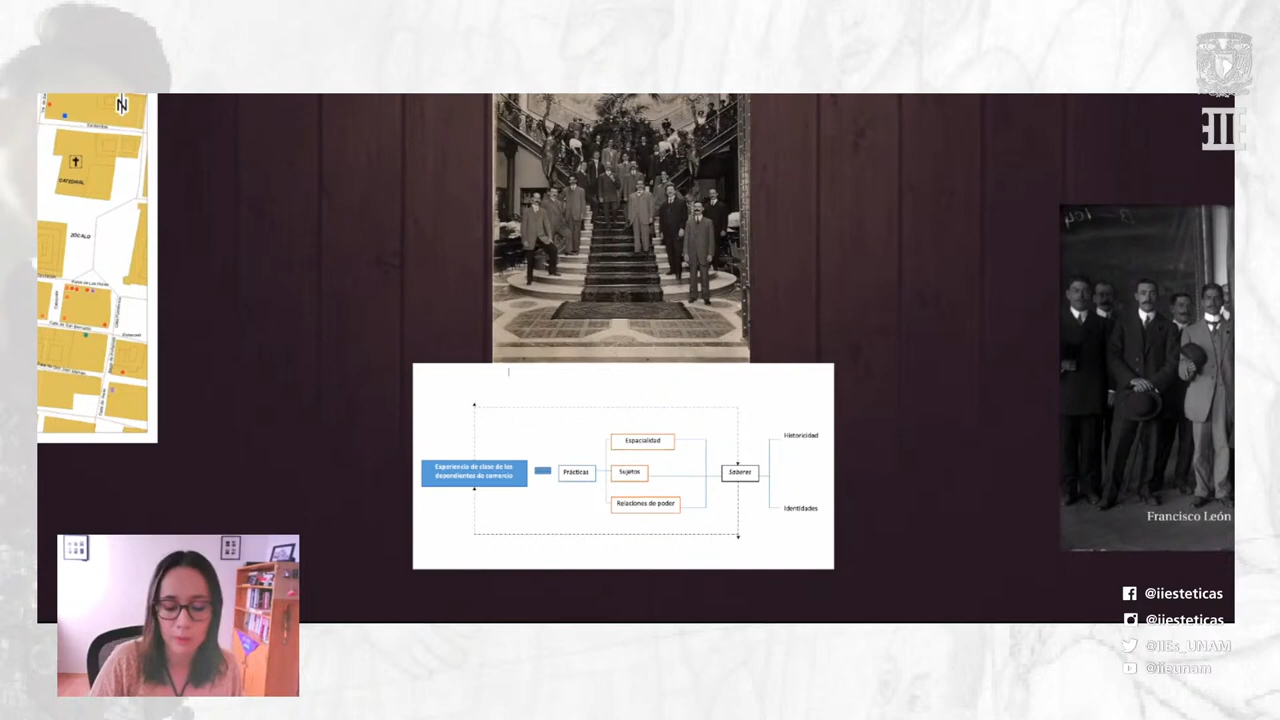 N
CATEDRAL
ZÓCALO
Experiencia de clase de los
dependientes de comercio
Prácticas
Espacialidad
Sujetos
Relaciones de poder
Saberes
Historicidad
Identidades
Francisco León
@iiesteticas
@iiesteticas
@IIEs_UNAM
@iieunam